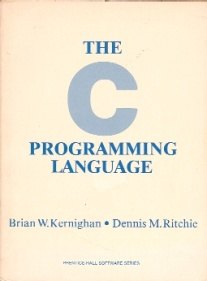 THE
C
PROGRAMMING
LANGUAGE
Brian W. Kernighan • Dennis M. Ritchie
PRENTICE-HALL SOFTWARE SERIES